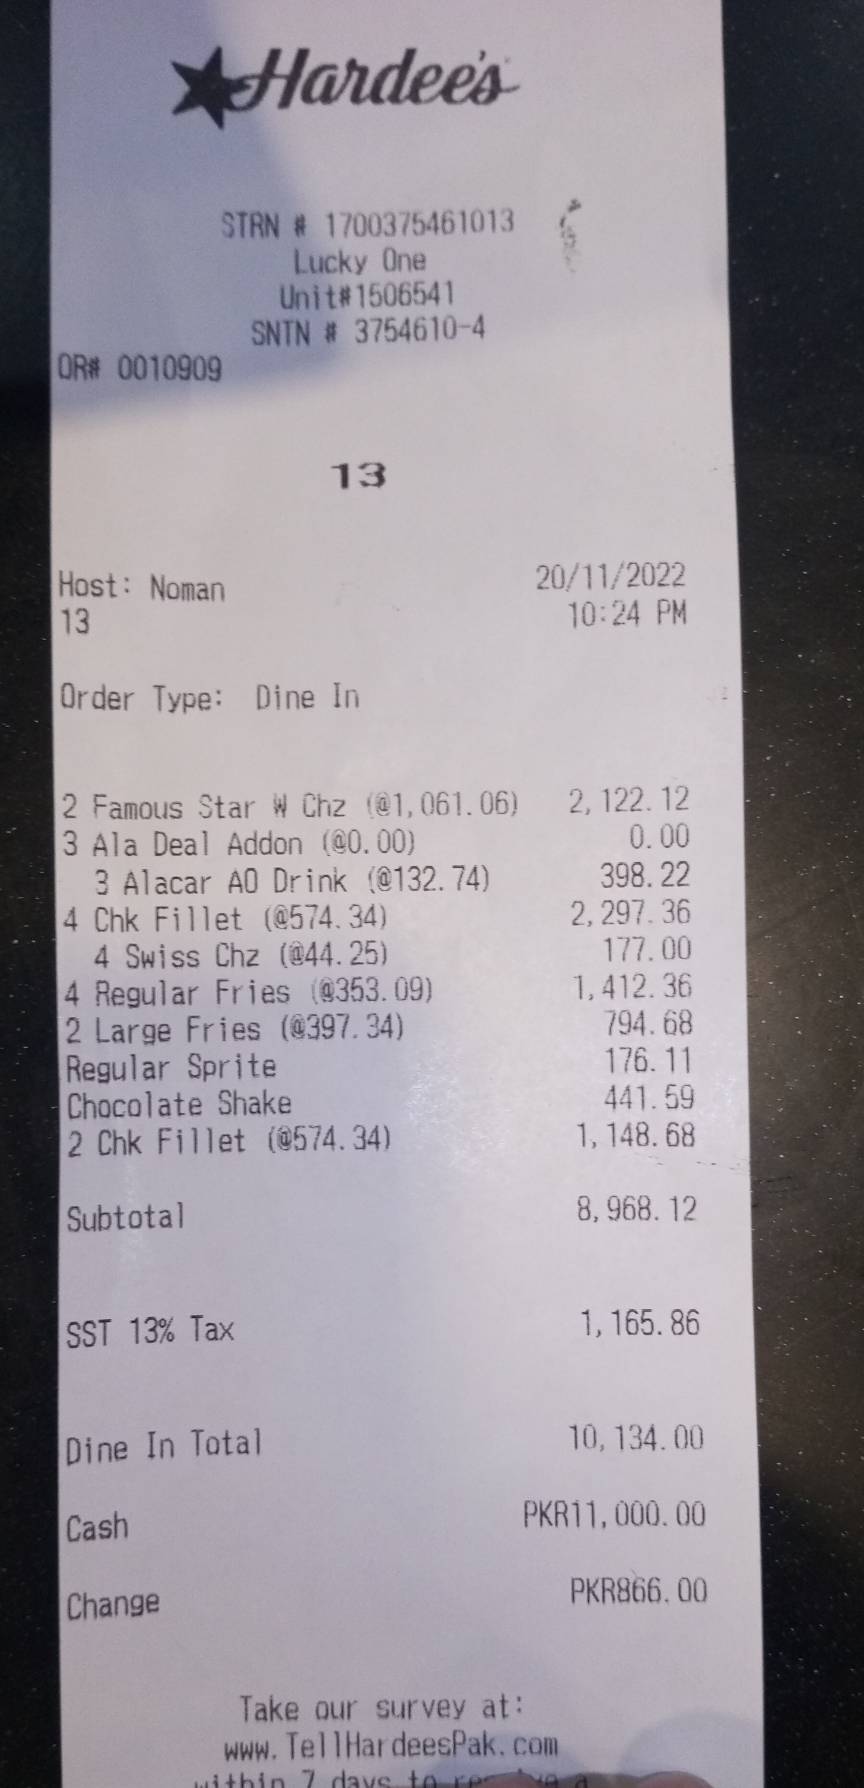 Hardee's
STRN # 1700375461013
Lucky One
Unit#1506541
SNTN # 3754610-4
OR# 0010909
13
Host: Noman 20/11/2022
13 10:24 PM
Order Type: Dine In
2 Famous Star W Chz (@1,061.06) 2,122.12
3 Ala Deal Addon (@0.00) 0.00
3 Alacar AO Drink (@132.74) 398.22
4 Chk Fillet (@574.34) 2,297.36
4 Swiss Chz (@44.25) 177.00
4 Regular Fries (@353.09) 1,412.36
2 Large Fries (@397.34) 794.68
Regular Sprite 176.11
Chocolate Shake 441.59
2 Chk Fillet (@574.34) 1,148.68
Subtotal 8,968.12
SST 13% Tax 1,165.86
Dine In Total 10,134.00
Cash PKR11,000.00
Change PKR866.00
Take our survey at:
www.TellHardeesPak.com
within 7 days to